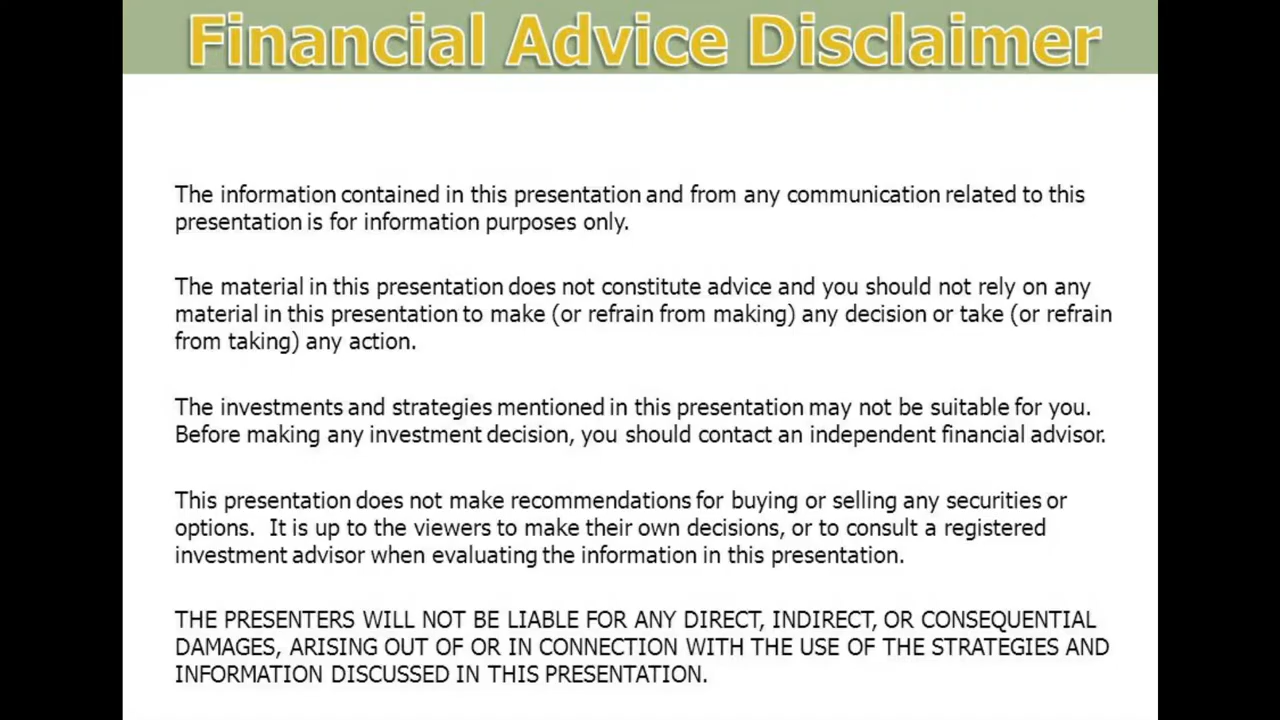 Financial Advice Disclaimer
The information contained in this presentation and from any communication related to this
presentation is for information purposes only.
The material in this presentation does not constitute advice and you should not rely on any
material in this presentation to make (or refrain from making) any decision or take (or refrain
from taking) any action.
The investments and strategies mentioned in this presentation may not be suitable for you.
Before making any investment decision, you should contact an independent financial advisor.
This presentation does not make recommendations for buying or selling any securities or
options.  It is up to the viewers to make their own decisions, or to consult a registered
investment advisor when evaluating the information in this presentation.
THE PRESENTERS WILL NOT BE LIABLE FOR ANY DIRECT, INDIRECT, OR CONSEQUENTIAL
DAMAGES, ARISING OUT OF OR IN CONNECTION WITH THE USE OF THE STRATEGIES AND
INFORMATION DISCUSSED IN THIS PRESENTATION.